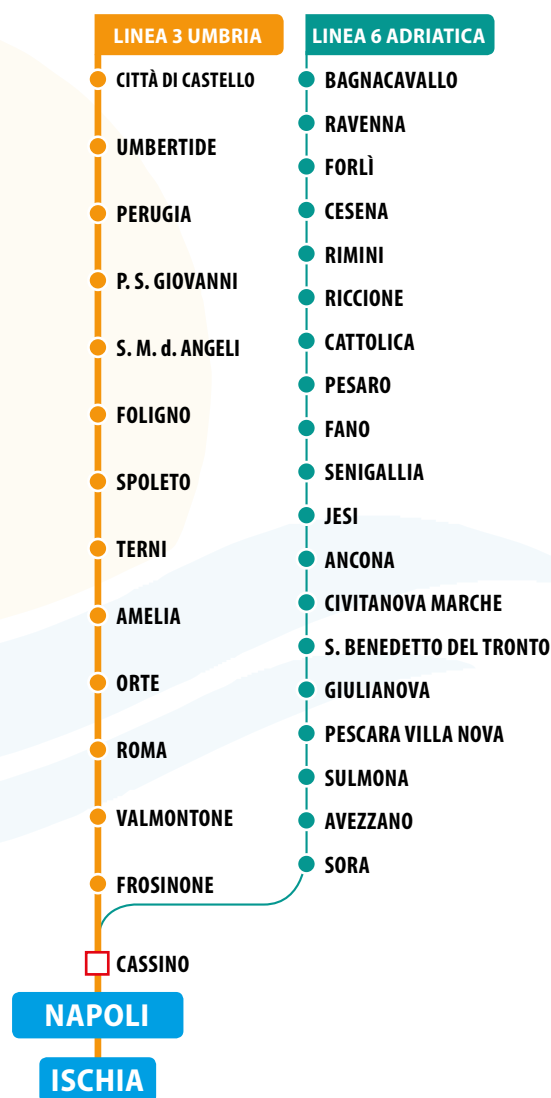 LINEA 3 UMBRIA
CITTÀ DI CASTELLO
UMBERTIDE
PERUGIA
P. S. GIOVANNI
S. M. d. ANGELI
FOLIGNO
SPOLETO
TERNI
AMELIA
ORTE
ROMA
VALMONTONE
FROSINONE
LINEA 6 ADRIATICA
BAGNACAVALLO
RAVENNA
FORLÌ
CESENA
RIMINI
RICCIONE
CATTOLICA
PESARO
FANO
SENIGALLIA
JESI
ANCONA
CIVITANOVA MARCHE
S. BENEDETTO DEL TRONTO
GIULIANOVA
PESCARA VILLA NOVA
SULMONA
AVEZZANO
SORA
CASSINO
NAPOLI
ISCHIA